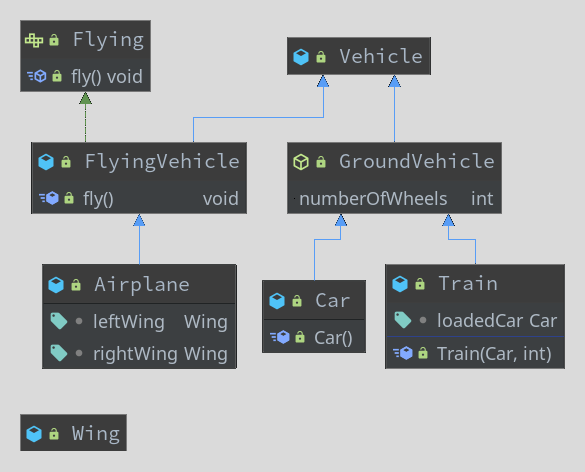 Flying
fly() void
Vehicle
FlyingVehicle
fly() void
GroundVehicle
numberOfWheels int
Airplane
leftWing Wing
rightWing Wing
Car
Car()
Train
loadedCar Car
Train(Car, int)
Wing